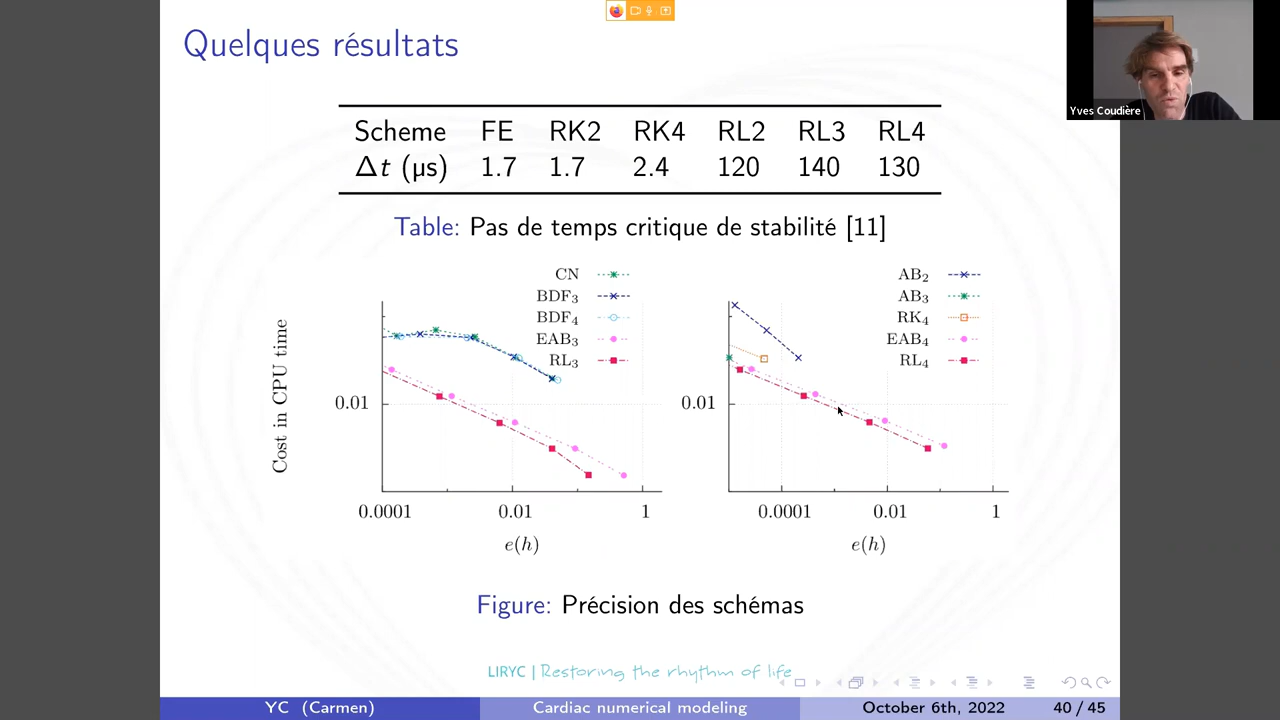 Quelques résultats
Yves Coudière
Scheme FE RK2 RK4 RL2 RL3 RL4
Δt (µs) 1.7 1.7 2.4 120 140 130
Table: Pas de temps critique de stabilité [11]
CN
BDF₃
BDF₄
EAB₃
RL₃
Cost in CPU time
0.01
0.0001 0.01 1
e(h)
AB₂
AB₃
RK₄
EAB₄
RL₄
0.01
0.0001 0.01 1
e(h)
Figure: Précision des schémas
LIRYC | Restoring the rhythm of life
YC (Carmen) Cardiac numerical modeling October 6th, 2022 40 / 45